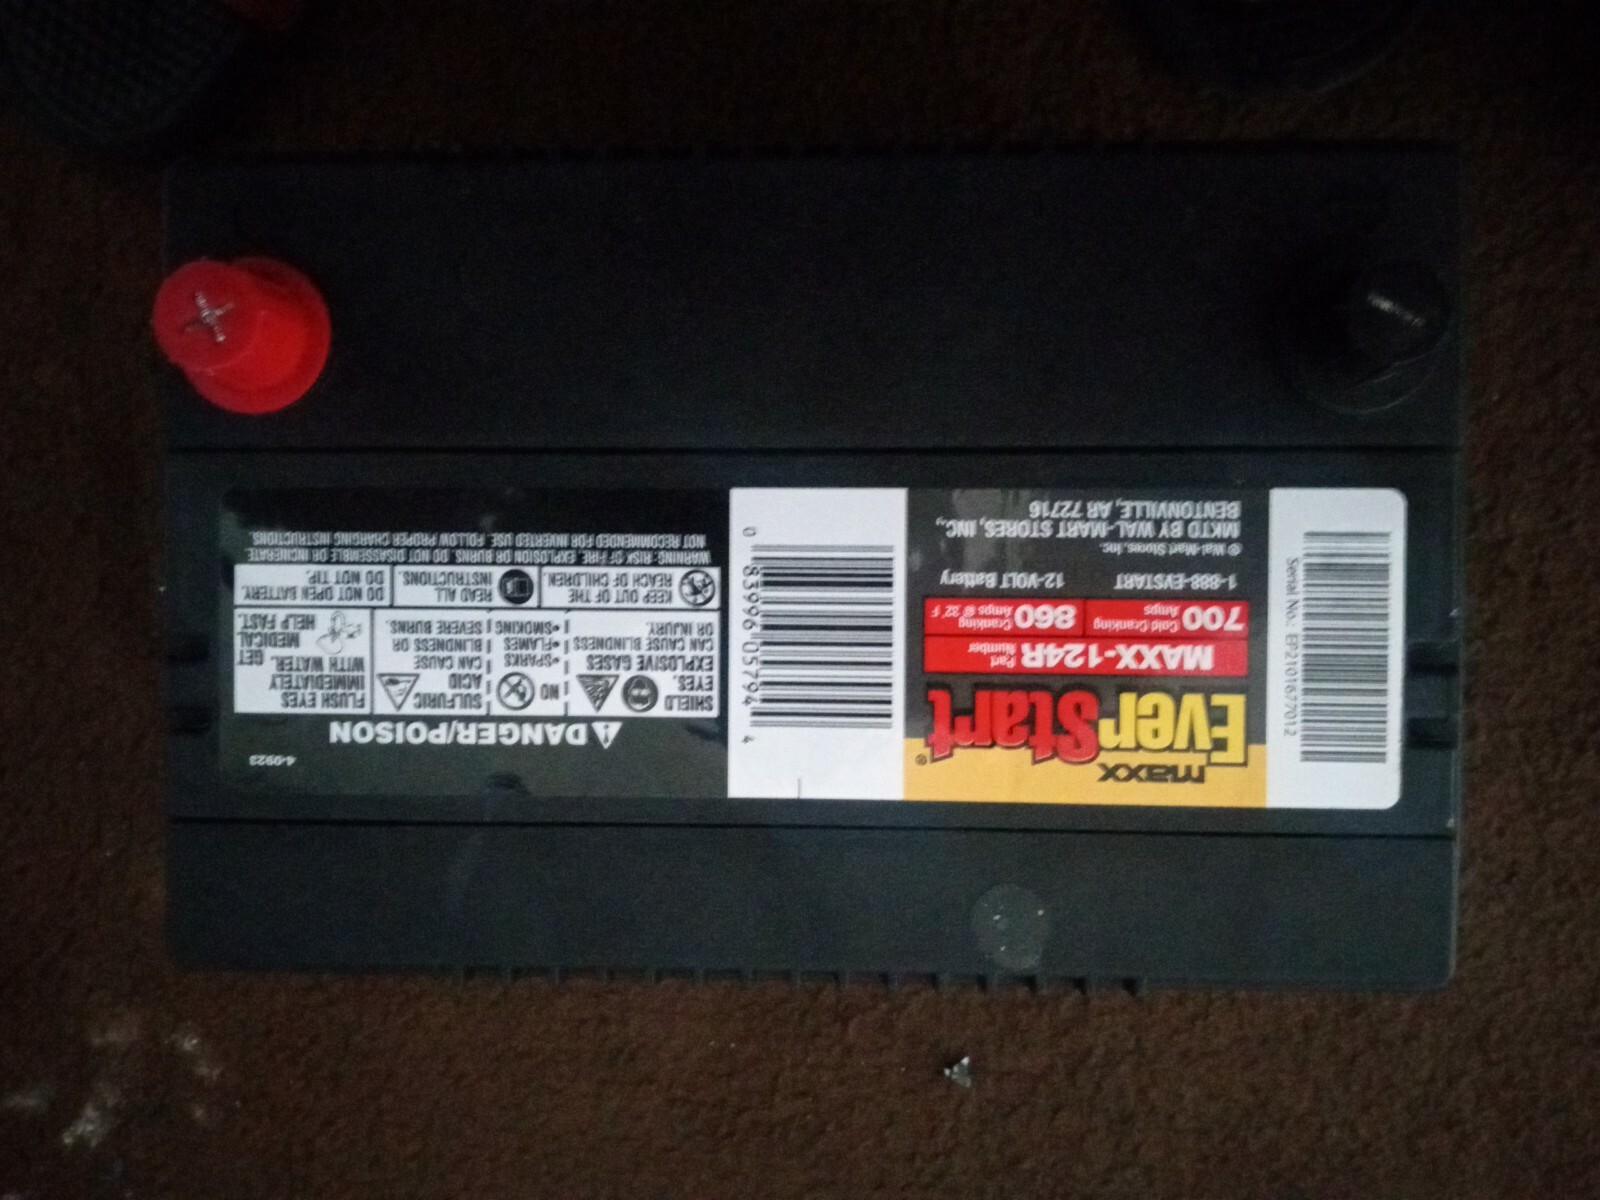 Serial No.: EP210167012
maxx
EverStart®
Part Number
MAXX-124R
700 Cold Cranking Amps
860 Cranking Amps @ 32°F
1-888-EVSTART
12-VOLT Battery
© Wal-Mart Stores, Inc.
MKTD BY WAL-MART STORES, INC.,
BENTONVILLE, AR 72716
0 83996 05794 4
4-0923
DANGER/POISON
SHIELD
EYES.
EXPLOSIVE GASES
CAN CAUSE BLINDNESS
OR INJURY.
NO
•SPARKS
•FLAMES
•SMOKING
SULFURIC
ACID
CAN CAUSE
BLINDNESS OR
SEVERE BURNS.
FLUSH EYES
IMMEDIATELY
WITH WATER.
GET
MEDICAL
HELP FAST.
KEEP OUT OF THE
REACH OF CHILDREN.
READ ALL
INSTRUCTIONS.
DO NOT OPEN BATTERY.
DO NOT TIP.
WARNING: RISK OF FIRE, EXPLOSION OR BURNS. DO NOT DISASSEMBLE OR INCINERATE
NOT RECOMMENDED FOR INVERTED USE. FOLLOW PROPER CHARGING INSTRUCTIONS.